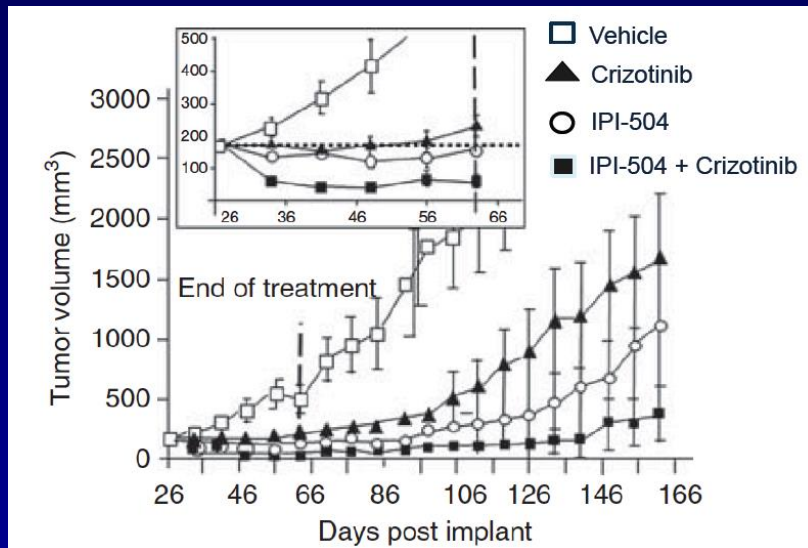 500
400
300
200
100
26 36 46 56 66
Vehicle
Crizotinib
IPI-504
IPI-504 + Crizotinib
3000
2500
2000
1500
1000
500
0
Tumor volume (mm³)
End of treatment
26 46 66 86 106 126 146 166
Days post implant